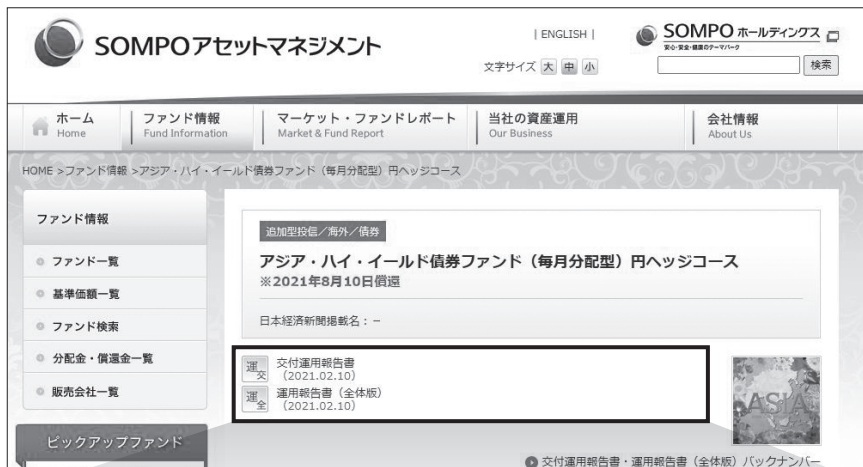 SOMPOアセットマネジメント
| ENGLISH |
SOMPO ホールディングス
安心・安全・健康のテーマパーク
文字サイズ 大 中 小
検索
ホーム
Home
ファンド情報
Fund Information
マーケット・ファンドレポート
Market & Fund Report
当社の資産運用
Our Business
会社情報
About Us
HOME >ファンド情報 >アジア・ハイ・イールド債券ファンド（毎月分配型）円ヘッジコース
ファンド情報
ファンド一覧
基準価額一覧
ファンド検索
分配金・償還金一覧
販売会社一覧
ピックアップファンド
追加型投信／海外／債券
アジア・ハイ・イールド債券ファンド（毎月分配型）円ヘッジコース
※2021年8月10日償還
日本経済新聞掲載名：－
運交
交付運用報告書
（2021.02.10）
運全
運用報告書（全体版）
（2021.02.10）
ASIA
交付運用報告書・運用報告書（全体版）バックナンバー